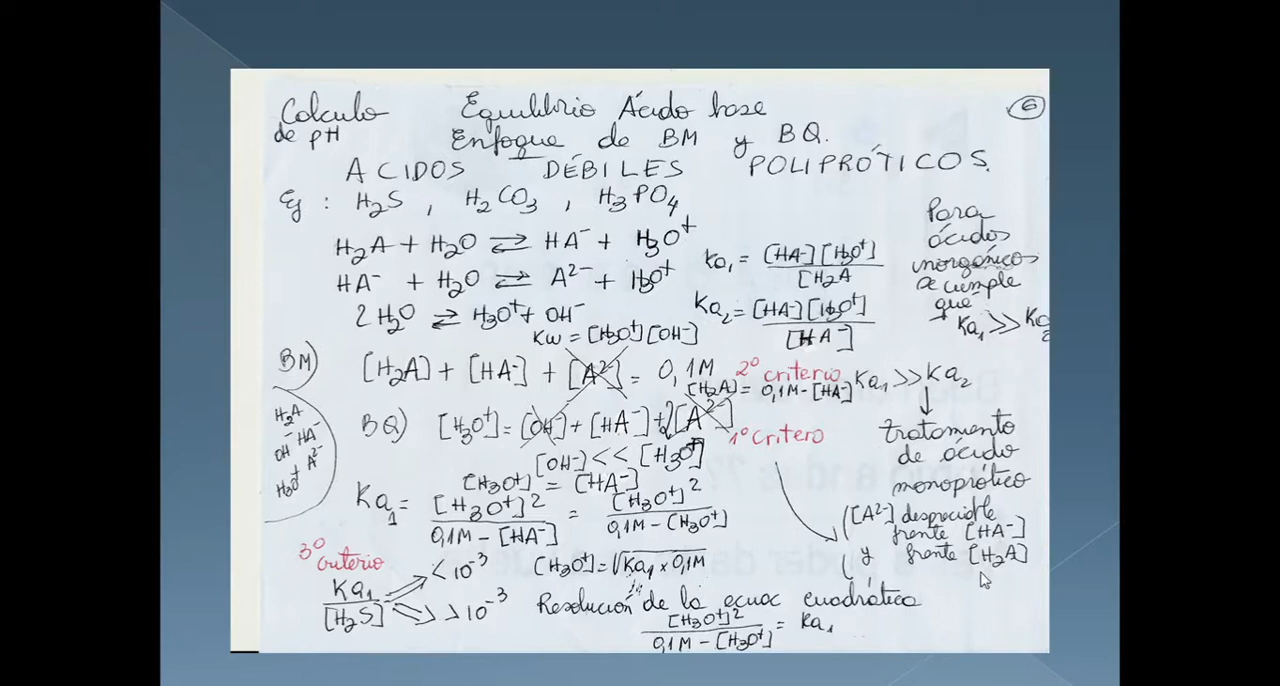 Calculo Equilibrio Ácido base 6
de pH Enfoque de BM y BQ.
ACIDOS DÉBILES POLIPRÓTICOS.
Ej : H₂S , H₂CO₃ , H₃PO₄
H₂A + H₂O ⇄ HA⁻ + H₃O⁺
Ka₁ = [HA⁻][H₃O⁺] / [H₂A
HA⁻ + H₂O ⇄ A²⁻ + H₃O⁺
Ka₂ = [HA⁻][H₃O⁺] / [HA⁻]
2 H₂O ⇄ H₃O⁺ + OH⁻
Kw = [H₃O⁺][OH⁻]
Para
ácidos
inorgánicos
se cumple
que
Ka₁ >> Ka₂
BM) [H₂A] + [HA⁻] + [A²⁻] = 0,1M
2º criterio
[H₂A) = 0,1M - [HA⁻]
Ka₁ >> Ka₂
H₂A
OH⁻ HA⁻
A²⁻
H₃O⁺
BQ) [H₃O⁺] = [OH⁻] + [HA⁻] + 2[A²⁻]
1º critero
[OH⁻] << [H₃O⁺]
[H₃O⁺] = [HA⁻]
Ka₁ = [H₃O⁺]² / 0,1M - [HA⁻] = [H₃O⁺]² / 0,1M - [H₃O⁺]
tratamiento
de ácido
monoprótico
([A²⁻] despreciable
frente [HA⁻]
y frente [H₂A]
3º criterio
Ka₁ / [H₂S] < 10⁻³ [H₃O⁺] = √Ka₁ x 0,1M
> 10⁻³ Resolución de la ecuac cuadrática
[H₃O⁺]² / 0,1M - [H₃O⁺] = Ka₁